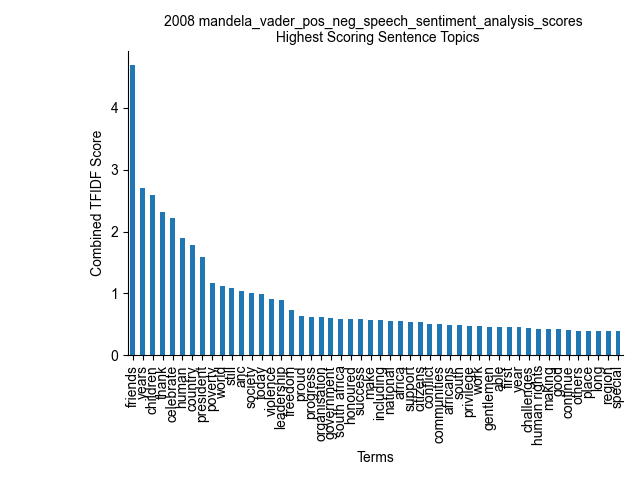 2008 mandela_vader_pos_neg_speech_sentiment_analysis_scores
Highest Scoring Sentence Topics
Combined TFIDF Score
4
3
2
1
0
friends
years
children
thank
celebrate
human
country
president
poverty
world
still
anc
society
today
violence
leadership
freedom
proud
progress
organisation
government
south africa
honoured
success
make
including
national
africa
support
citizens
conflict
communities
africans
south
privilege
work
gentlemen
able
first
year
challenges
human rights
making
good
continue
others
place
long
region
special
Terms